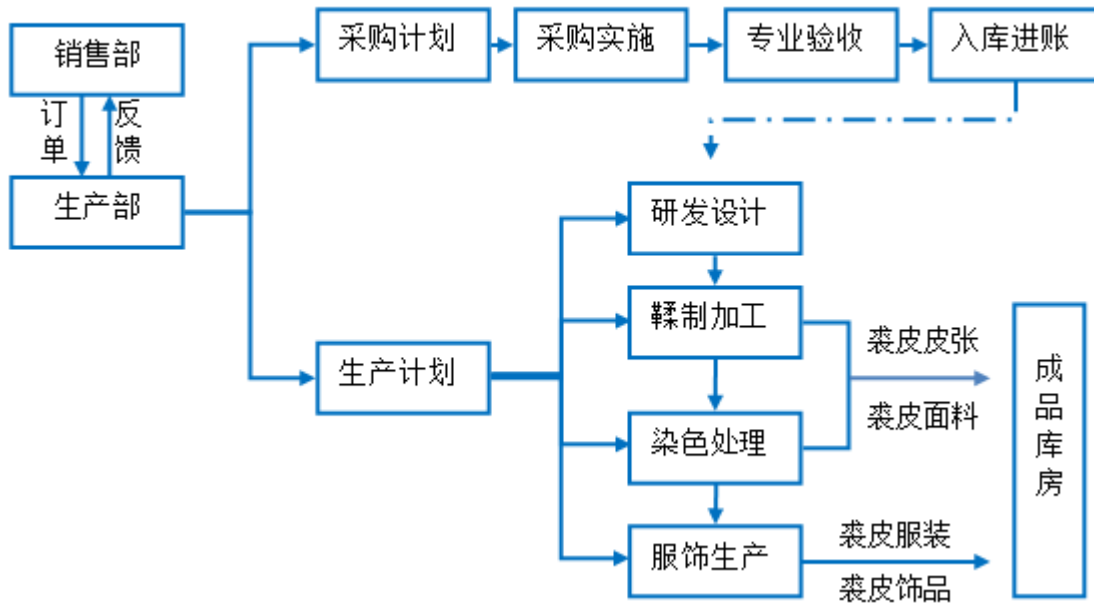 销售部
订单
反馈
生产部
采购计划
采购实施
专业验收
入库进账
生产计划
研发设计
鞣制加工
染色处理
服饰生产
裘皮皮张
裘皮面料
裘皮服装
裘皮饰品
成品库房